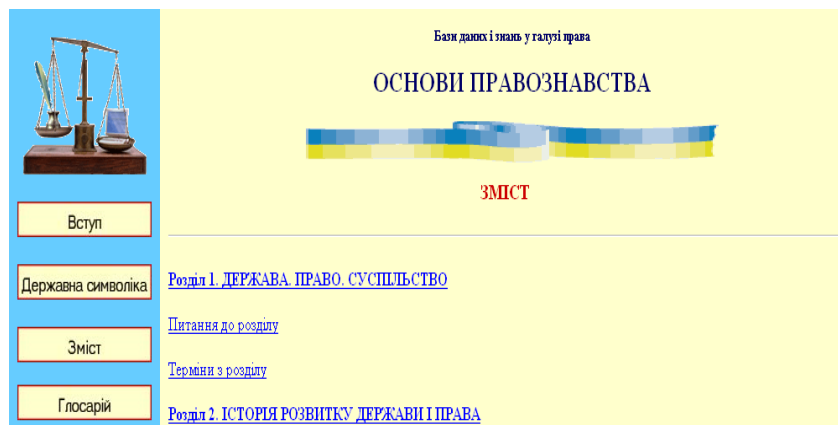 Бази даних і знань у галузі права
ОСНОВИ ПРАВОЗНАВСТВА
ЗМІСТ
Вступ
Державна символіка
Зміст
Глосарій
Розділ 1. ДЕРЖАВА. ПРАВО. СУСПІЛЬСТВО
Питання до розділу
Терміни з розділу
Розділ 2. ІСТОРІЯ РОЗВИТКУ ДЕРЖАВИ І ПРАВА